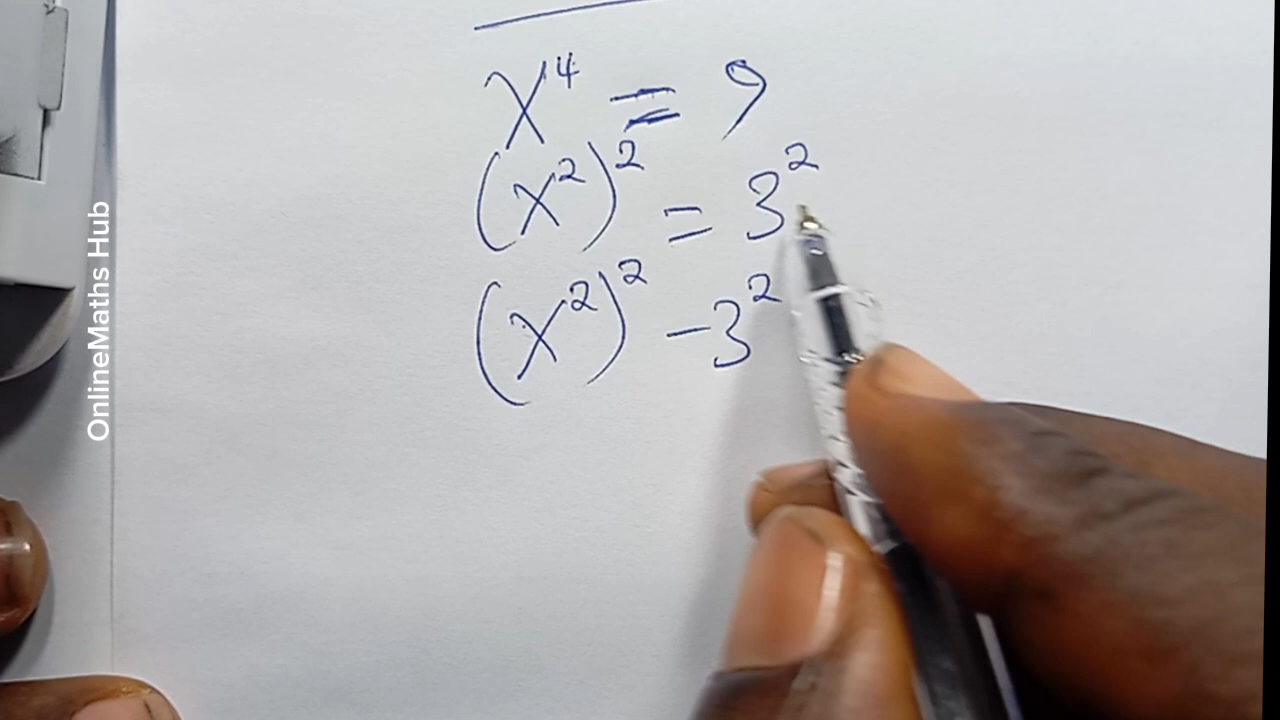 x⁴ = 9
(x²)² = 3²
(x²)² - 3²
OnlineMaths Hub